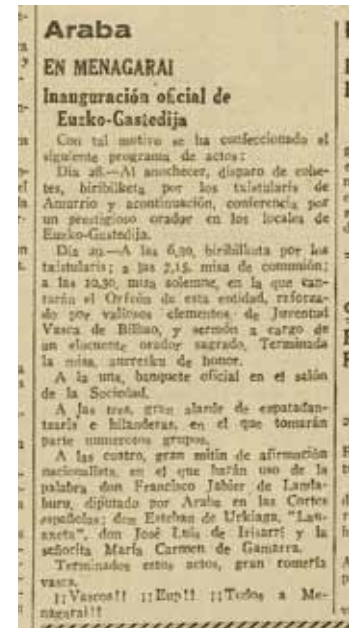 Araba
EN MENAGARAI
Inauguración oficial de
Euzko-Gastedija
Con tal motivo se ha confeccionado el
siguiente programa de actos:
Día 28.—Al anochecer, disparo de cohe-
tes, biribilketa por los txistularis de
Amurrio y acontinuación, conferencia por
un prestigioso orador en los locales de
Euzko-Gastedija.
Día 29.—A las 6,30, biribilketa por los
txistularis; a las 7,15, misa de comunión;
a las 10,30, misa solemne, en la que can-
tarán el Orfeón de esta entidad, reforza-
do por valiosos elementos de Juventud
Vasca de Bilbao, y sermón a cargo de
un elocuente orador sagrado. Terminada
la misa, aurresku de honor.
A la una, banquete oficial en el salón
de la Sociedad.
A las tres, gran alarde de espatadan-
tzaris e hilanderas, en el que tomarán
parte numerosos grupos.
A las cuatro, gran mitin de afirmación
nacionalista, en el que harán uso de la
palabra don Francisco Jabier de Landa-
buru, diputado por Araba en las Cortes
españolas; don Esteban de Urkiaga, "Lau-
axeta", don José Luis de Irisarri y la
señorita María Carmen de Gamarra.
Terminados estos actos, gran romería
vasca.
¡¡Vascos!! ¡¡Eup!! ¡¡Todos a Me-
nagarai!!